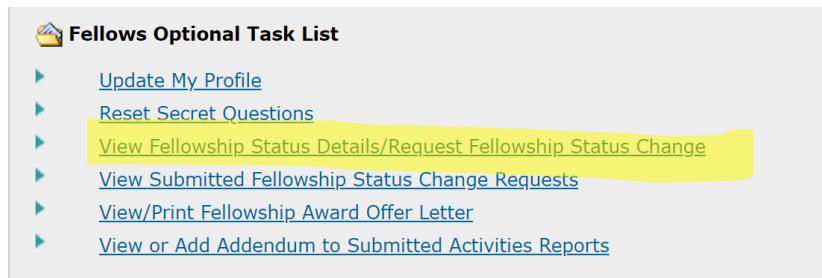 Fellows Optional Task List
Update My Profile
Reset Secret Questions
View Fellowship Status Details/Request Fellowship Status Change
View Submitted Fellowship Status Change Requests
View/Print Fellowship Award Offer Letter
View or Add Addendum to Submitted Activities Reports